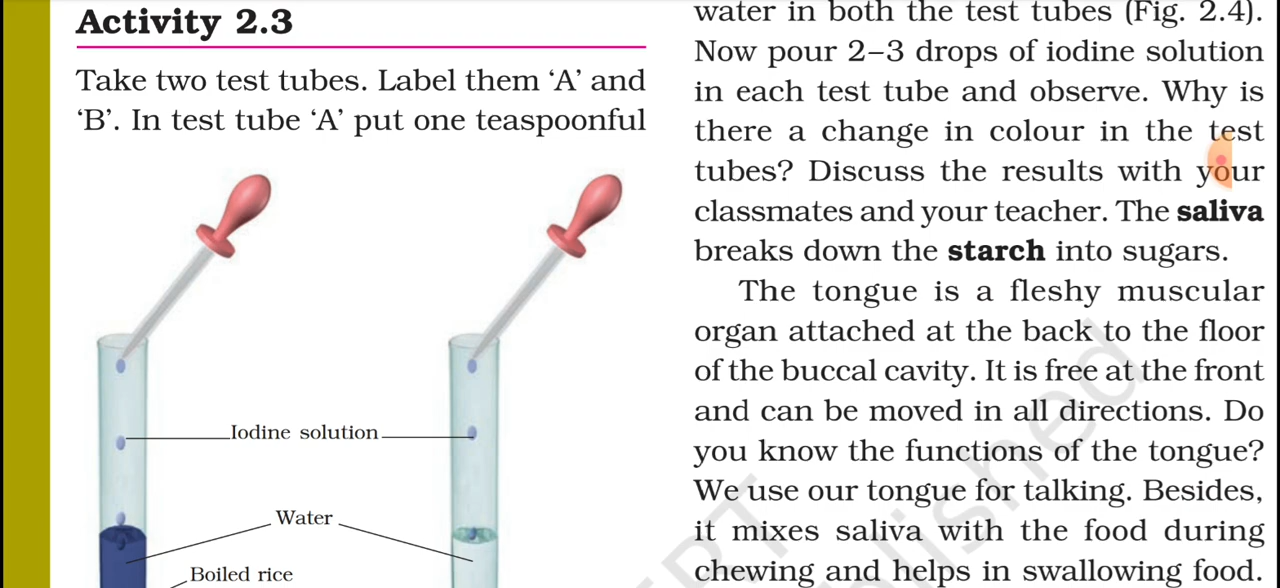 Activity 2.3
Take two test tubes. Label them ‘A’ and
‘B’. In test tube ‘A’ put one teaspoonful
Iodine solution
Water
Boiled rice
water in both the test tubes (Fig. 2.4).
Now pour 2–3 drops of iodine solution
in each test tube and observe. Why is
there a change in colour in the test
tubes? Discuss the results with your
classmates and your teacher. The saliva
breaks down the starch into sugars.
The tongue is a fleshy muscular
organ attached at the back to the floor
of the buccal cavity. It is free at the front
and can be moved in all directions. Do
you know the functions of the tongue?
We use our tongue for talking. Besides,
it mixes saliva with the food during
chewing and helps in swallowing food.